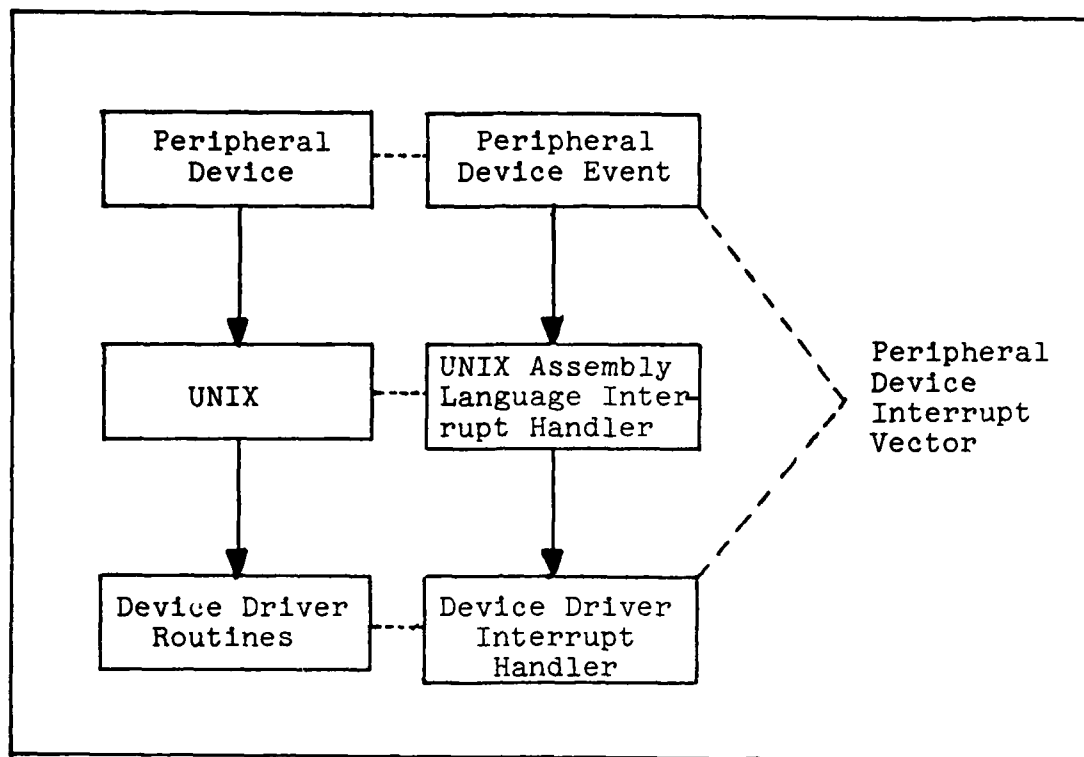 Peripheral
Device
Peripheral
Device Event
UNIX
UNIX Assembly
Language Inter-
rupt Handler
Peripheral
Device
Interrupt
Vector
Device Driver
Routines
Device Driver
Interrupt
Handler